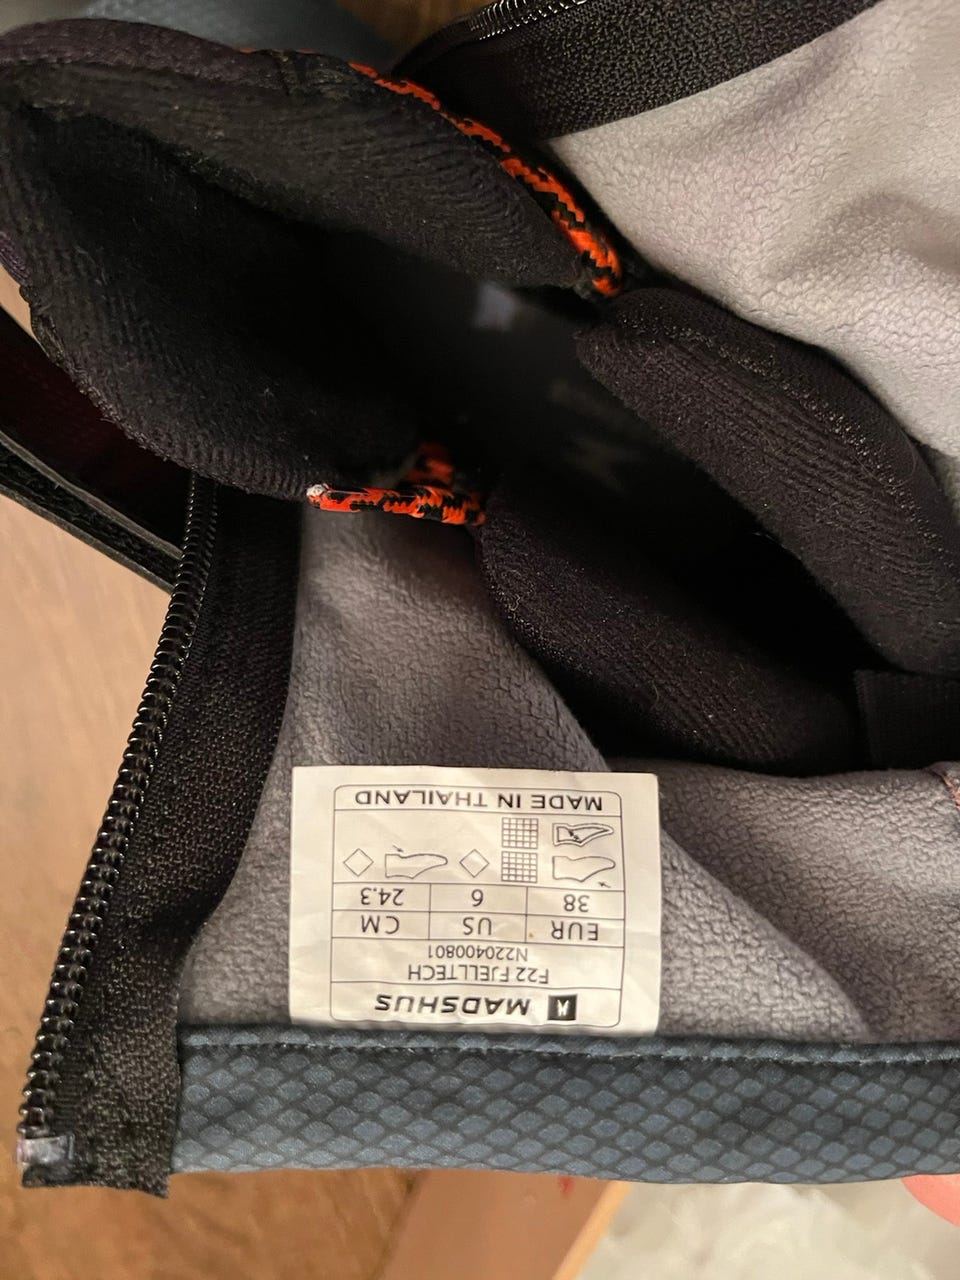 MADSHUS
F22 FJELLTECH
N220400801
EUR US CM
38 6 24.3
MADE IN THAILAND